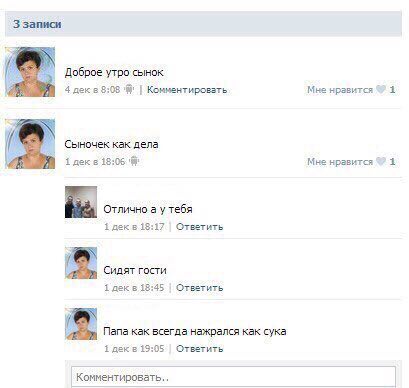 3 записи
Доброе утро сынок
4 дек в 8:08 | Комментировать Мне нравится 1
Сыночек как дела
1 дек в 18:06 Мне нравится 1
Отлично а у тебя
1 дек в 18:17 | Ответить
Сидят гости
1 дек в 18:45 | Ответить
Папа как всегда нажрался как сука
1 дек в 19:05 | Ответить
Комментировать..